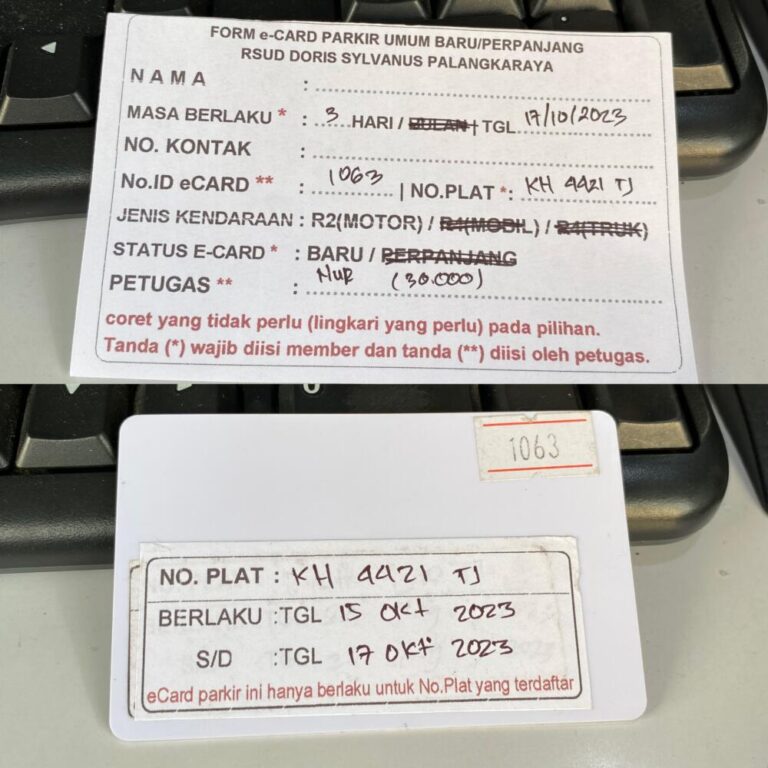 FORM e-CARD PARKIR UMUM BARU/PERPANJANG
RSUD DORIS SYLVANUS PALANGKARAYA
NAMA :
MASA BERLAKU * : 3 HARI / BULAN | TGL 17/10/2023
NO. KONTAK :
No.ID eCARD ** : 1063 | NO.PLAT *: KH 4421 TJ
JENIS KENDARAAN : R2(MOTOR) / R4(MOBIL) / R4(TRUK)
STATUS E-CARD * : BARU / PERPANJANG
PETUGAS ** : NUR (30.000)
coret yang tidak perlu (lingkari yang perlu) pada pilihan.
Tanda (*) wajib diisi member dan tanda (**) diisi oleh petugas.
1063
NO. PLAT : KH 4421 TJ
BERLAKU :TGL 15 OKt 2023
S/D :TGL 17 OKt 2023
eCard parkir ini hanya berlaku untuk No.Plat yang terdaftar